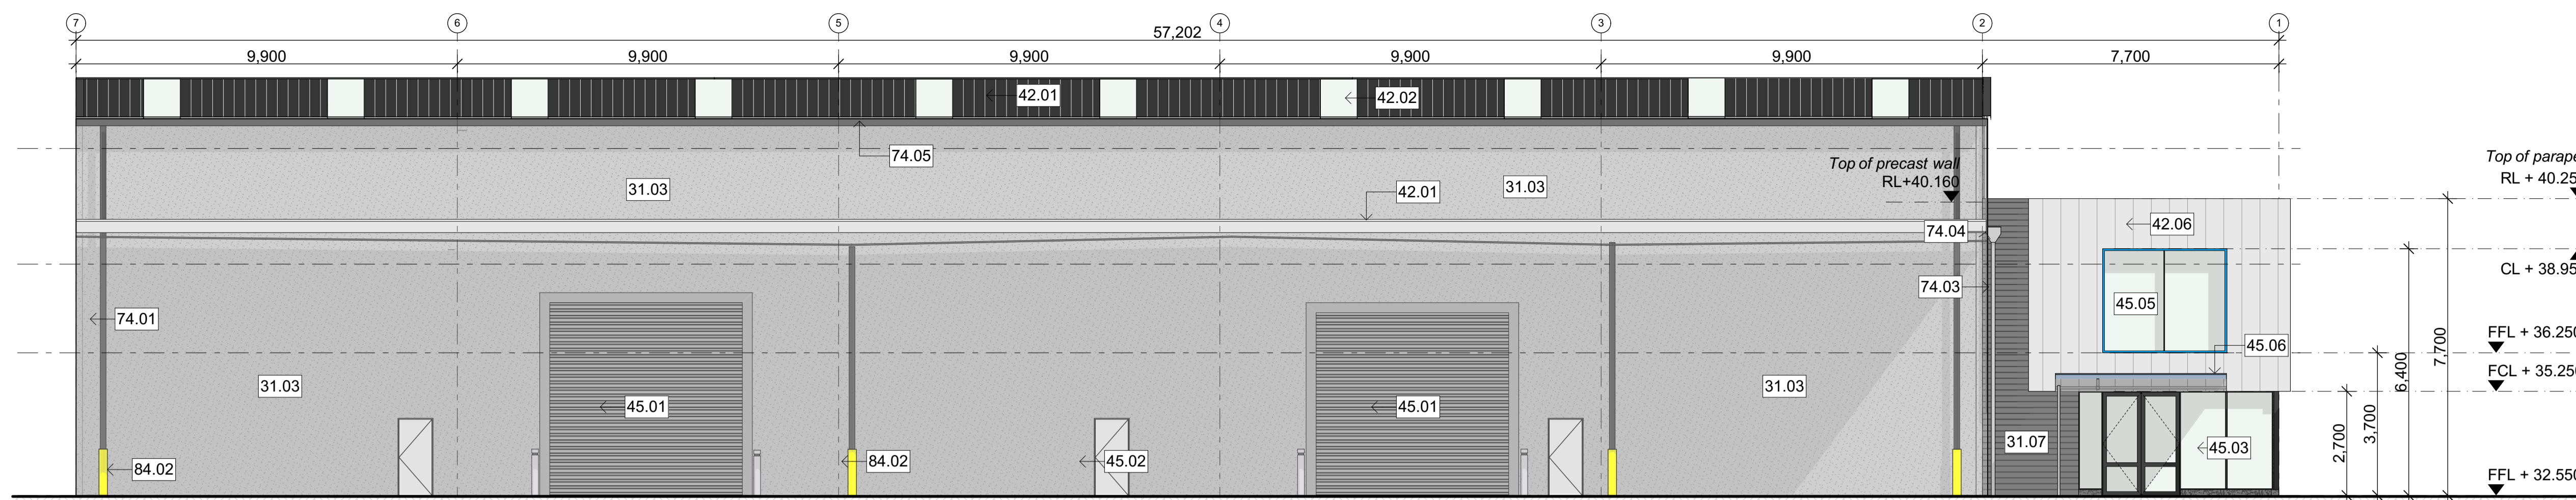 7 6 5 4 3 2 1
57,202
9,900 9,900 9,900 9,900 9,900 7,700
42.01
42.02
74.05
Top of precast wall
RL+40.160
31.03
42.01
31.03
Top of
RL + 40.25
42.06
74.04
CL + 38.95
74.03
45.05
74.01
FFL + 36.250
45.06
7,700
6,400
FCL + 35.250
31.03
31.03
45.01
45.01
3,700
2,700
31.07
45.03
84.02
84.02
45.02
FFL + 32.550